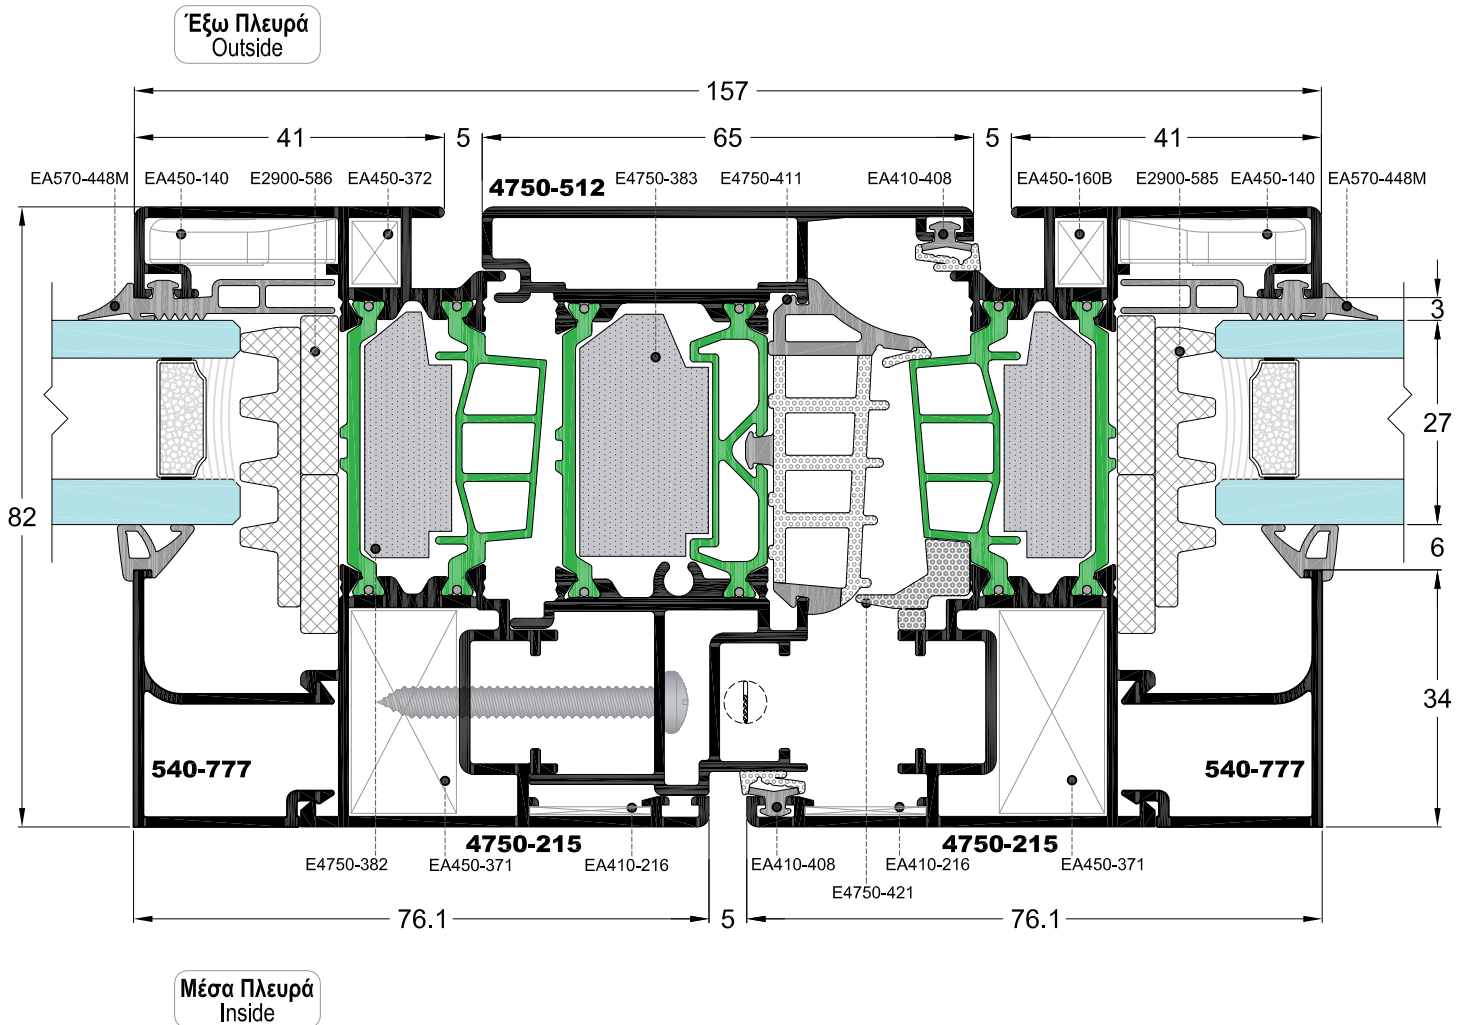 Έξω Πλευρά
Outside
157
41 5 65 5 41
EA570-448M EA450-140 E2900-586 EA450-372 4750-512 E4750-383 E4750-411 EA410-408 EA450-160B E2900-585 EA450-140 EA570-448M
3
27
82
6
34
540-777 540-777
4750-215 4750-215
E4750-382 EA450-371 EA410-216 EA410-408 EA410-216 EA450-371
E4750-421
76.1 5 76.1
Μέσα Πλευρά
Inside